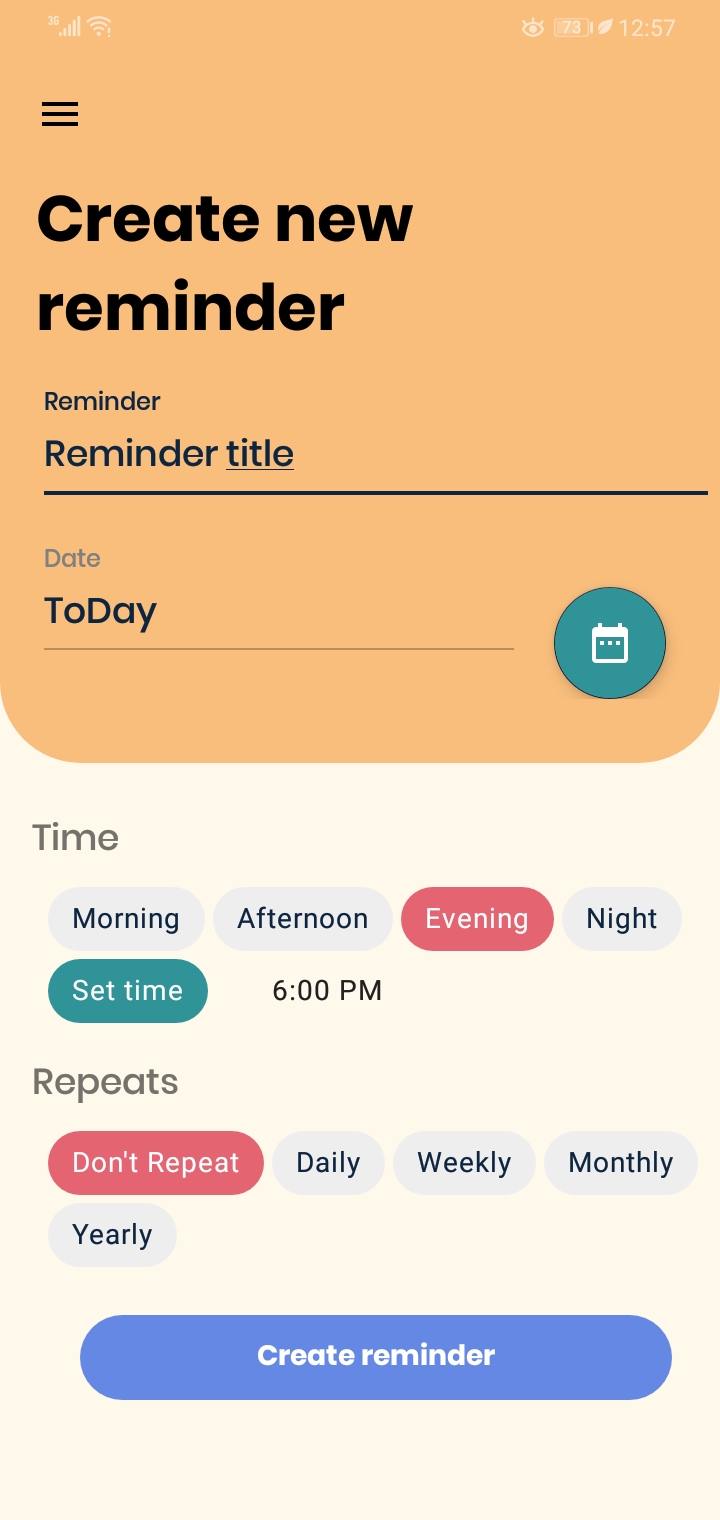 3G 73 12:57
Create new
reminder
Reminder
Reminder title
Date
ToDay
Time
Morning Afternoon Evening Night
Set time 6:00 PM
Repeats
Don't Repeat Daily Weekly Monthly
Yearly
Create reminder